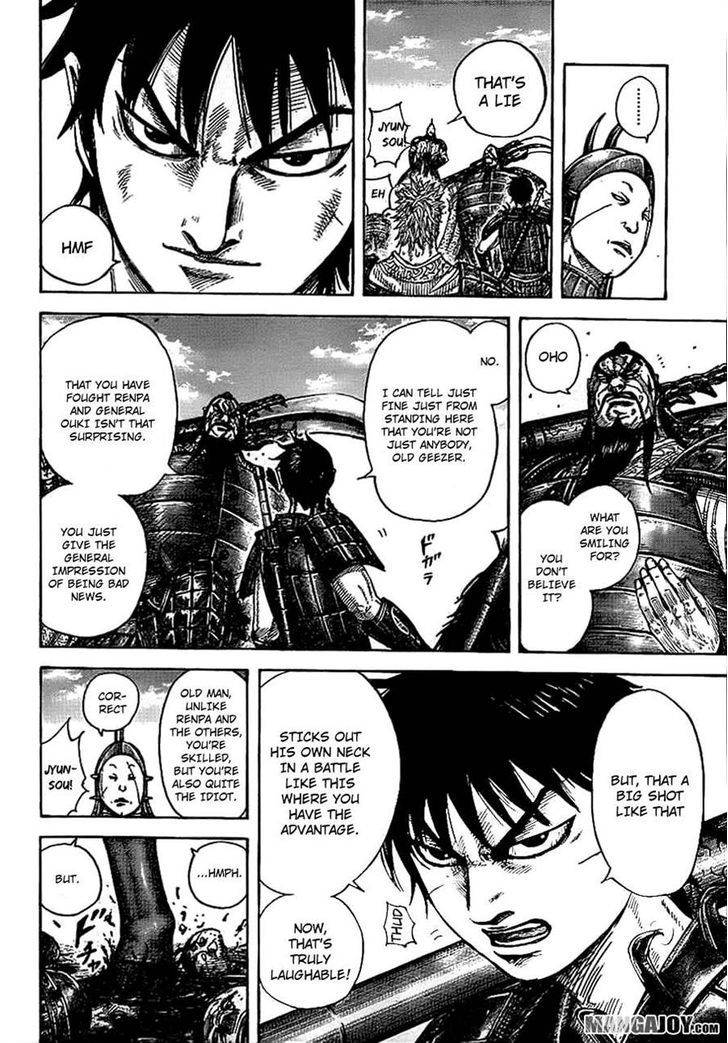 .......
THAT'S
A LIE
JYUN
SOU!
EH
HMF
OHO
WHAT ARE
YOU
SMILING
FOR?
YOU
DON'T
BELIEVE
IT?
NO.
I CAN TELL JUST
FINE JUST FROM
STANDING HERE
THAT YOU'RE NOT
JUST ANYBODY,
OLD GEEZER.
ドガ
ラ
THAT YOU HAVE
FOUGHT RENPA
AND GENERAL
OUKI ISN'T THAT
SURPRISING.
YOU JUST
GIVE THE
GENERAL
IMPRESSION
OF BEING BAD
NEWS.
BUT, THAT A
BIG SHOT
LIKE THAT
STICKS OUT
HIS OWN NECK
IN A BATTLE
LIKE THIS
WHERE YOU
HAVE THE
ADVANTAGE.
NOW,
THAT'S
TRULY
LAUGHABLE!
THUD
OLD MAN,
UNLIKE
RENPA AND
THE OTHERS,
YOU'RE
SKILLED,
BUT YOU'RE
ALSO QUITE
THE IDIOT.
COR-
RECT
JYUN-
SOU!
...HMPH.
BUT.
MANGAJOY.com